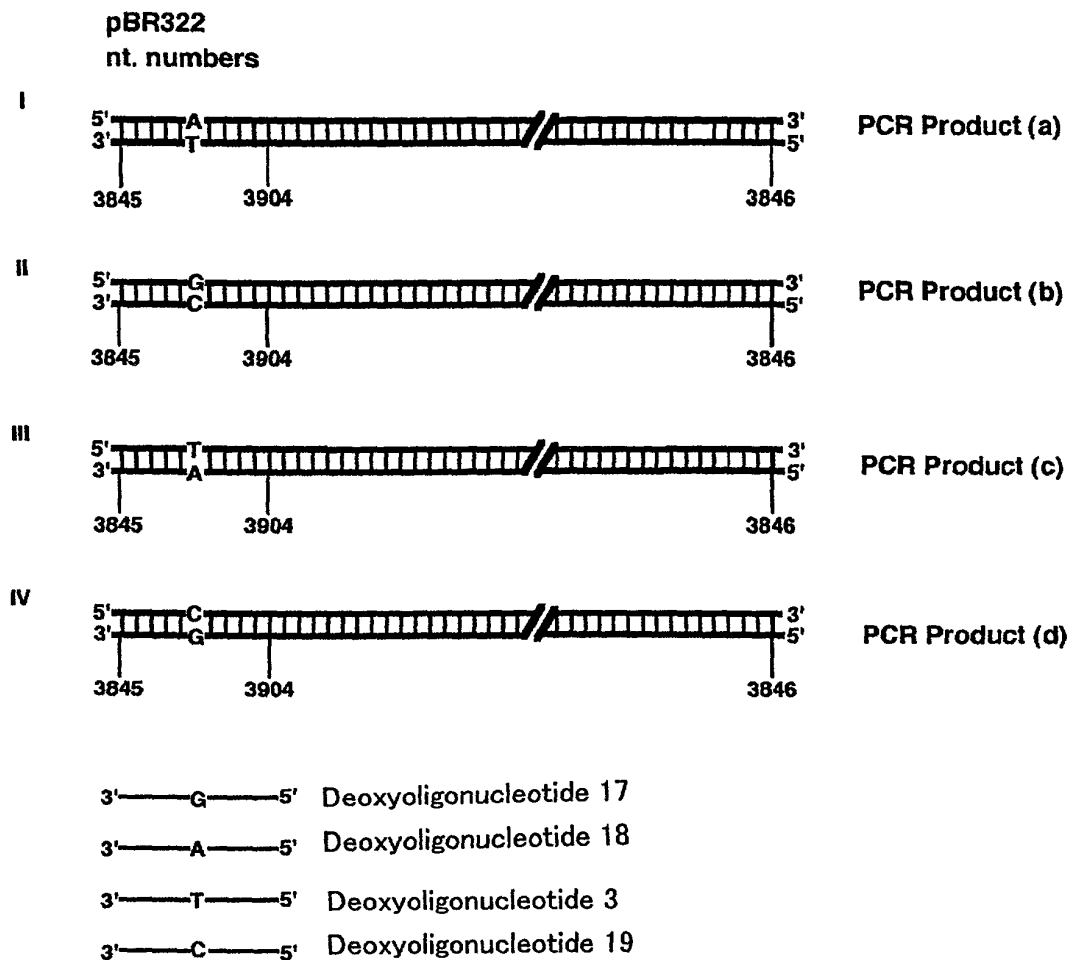 pBR322
nt. numbers
I
5' A 3'
3' T 5'
PCR Product (a)
3845 3904 3846
II
5' G 3'
3' C 5'
PCR Product (b)
3845 3904 3846
III
5' T 3'
3' A 5'
PCR Product (c)
3845 3904 3846
IV
5' C 3'
3' G 5'
PCR Product (d)
3845 3904 3846
3' G 5' Deoxyoligonucleotide 17
3' A 5' Deoxyoligonucleotide 18
3' T 5' Deoxyoligonucleotide 3
3' C 5' Deoxyoligonucleotide 19